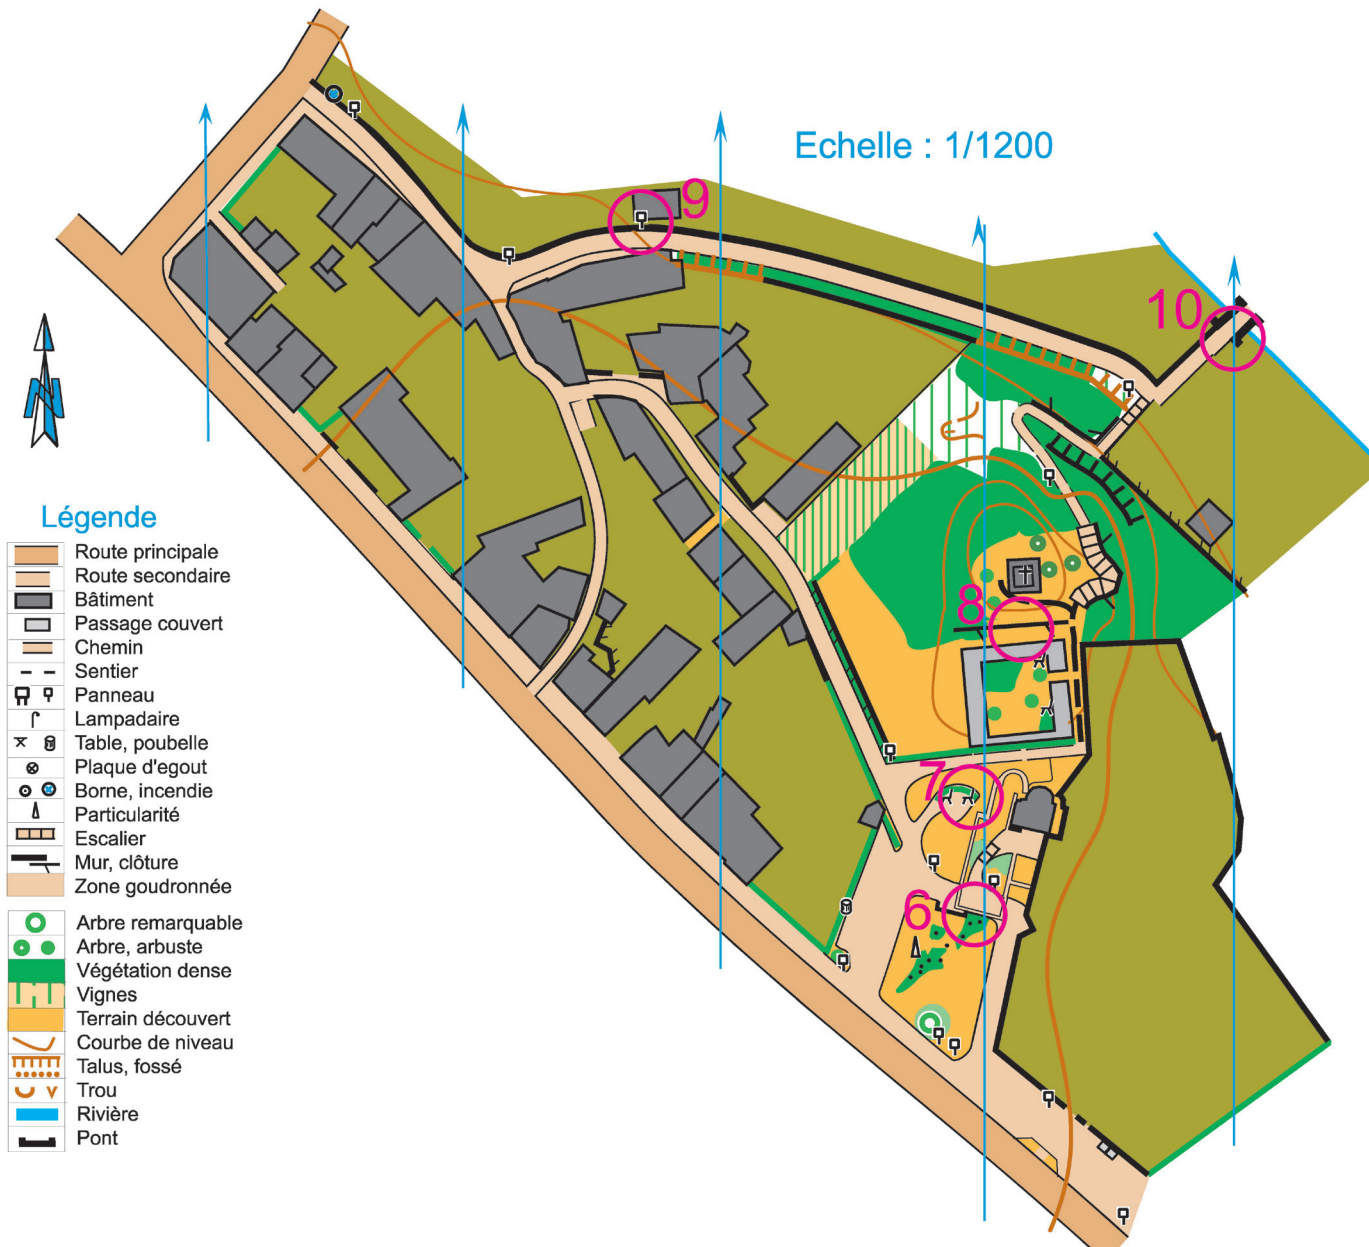 Echelle : 1/1200
9
10
8
7
6
N
Légende
Route principale
Route secondaire
Bâtiment
Passage couvert
Chemin
Sentier
Panneau
Lampadaire
Table, poubelle
Plaque d'egout
Borne, incendie
Particularité
Escalier
Mur, clôture
Zone goudronnée
Arbre remarquable
Arbre, arbuste
Végétation dense
Vignes
Terrain découvert
Courbe de niveau
Talus, fossé
Trou
Rivière
Pont